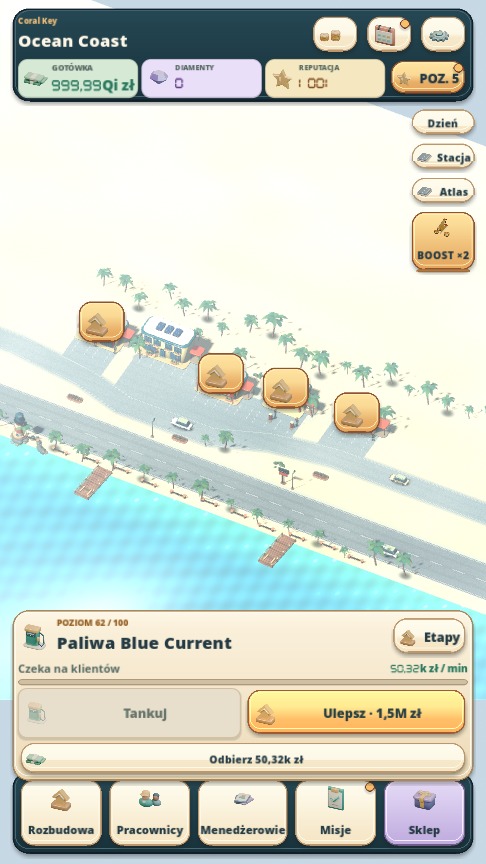 Coral Key
Ocean Coast
GOTÓWKA
999,99Qi zł
DIAMENTY
0
REPUTACJA
POZ. 5
Dzień
Stacja
Atlas
BOOST ×2
POZIOM 62 / 100
Paliwa Blue Current
Etapy
Czeka na klientów
50,32k zł / min
Tankuj
Ulepsz · 1,5M zł
Odbierz 50,32k zł
Rozbudowa
Pracownicy
Menedżerowie
Misje
Sklep